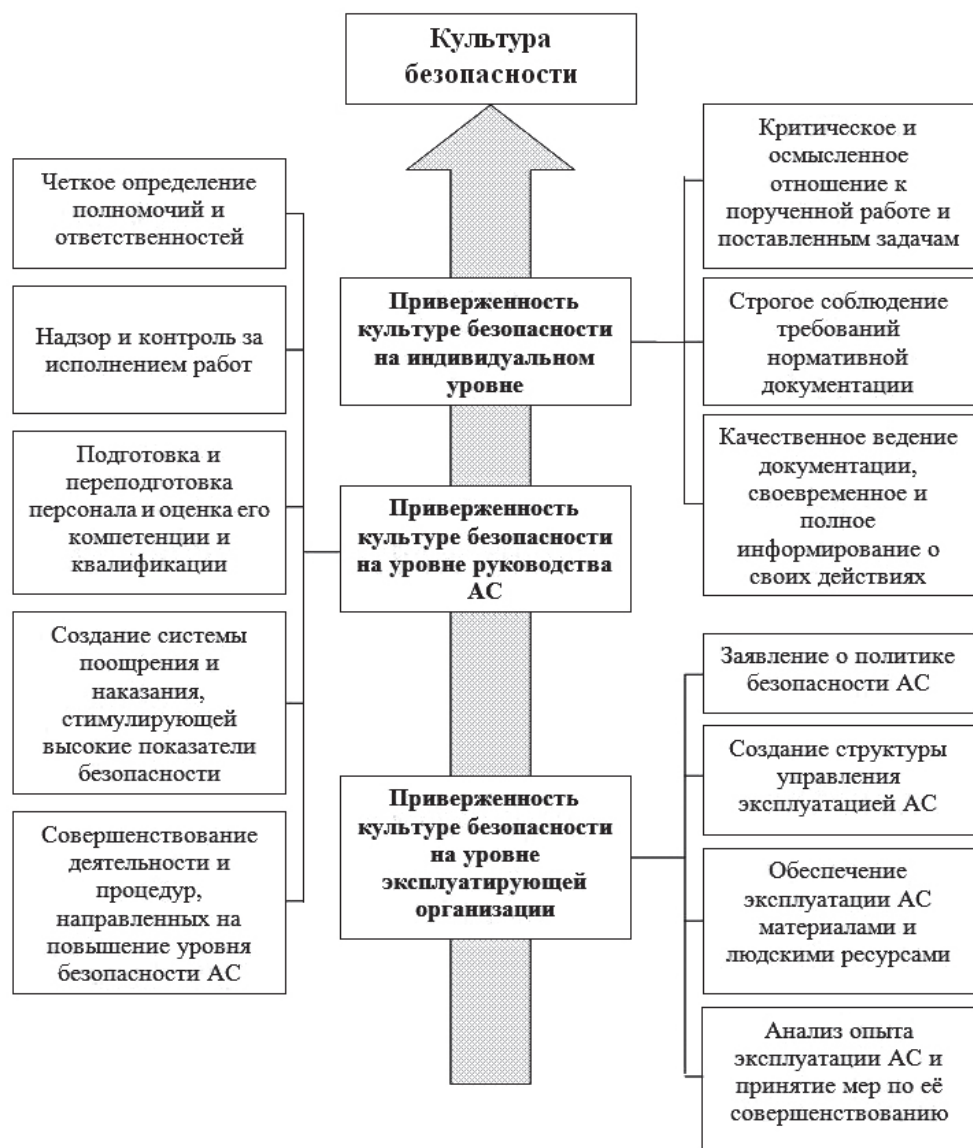 Культура
безопасности
Четкое определение
полномочий и
ответственностей
Надзор и контроль за
исполнением работ
Подготовка и
переподготовка
персонала и оценка его
компетенции и
квалификации
Создание системы
поощрения и
наказания,
стимулирующей
высокие показатели
безопасности
Совершенствование
деятельности и
процедур,
направленных на
повышение уровня
безопасности АС
Приверженность
культуре безопасности
на индивидуальном
уровне
Приверженность
культуре безопасности
на уровне руководства
АС
Приверженность
культуре безопасности
на уровне
эксплуатирующей
организации
Критическое и
осмысленное
отношение к
порученной работе и
поставленным задачам
Строгое соблюдение
требований
нормативной
документации
Качественное ведение
документации,
своевременное и
полное
информирование о
своих действиях
Заявление о политике
безопасности АС
Создание структуры
управления
эксплуатацией АС
Обеспечение
эксплуатации АС
материалами и
людскими ресурсами
Анализ опыта
эксплуатации АС и
принятие мер по её
совершенствованию